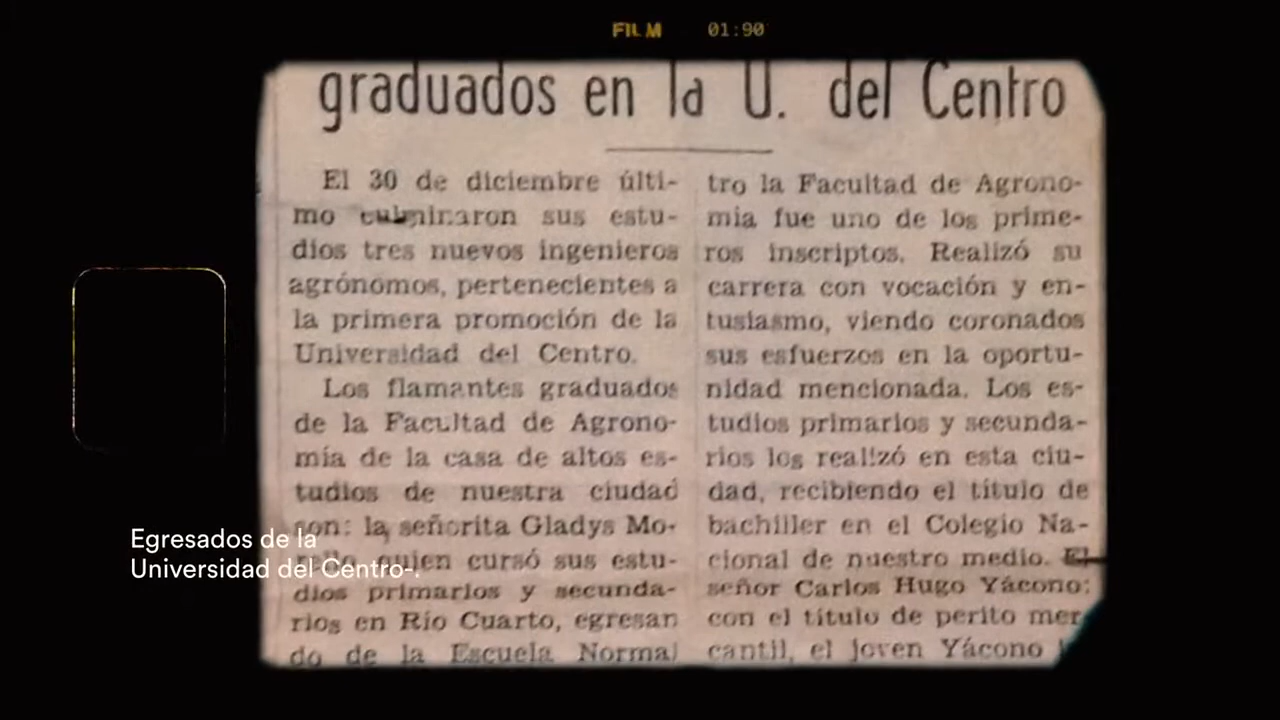 FILM 01:90
graduados en la U. del Centro
El 30 de diciembre últi-
mo culminaron sus estu-
dios tres nuevos ingenieros
agrónomos, pertenecientes a
la primera promoción de la
Universidad del Centro.
Los flamantes graduados
de la Facultad de Agrono-
mía de la casa de altos es-
tudios de nuestra ciudad
son: la señorita Gladys Mo-
quien cursó sus estu-
dios primarios y secunda-
rios en Río Cuarto, egresan
do de la Escuela Normal
tro la Facultad de Agrono-
mia fue uno de los prime-
ros inscriptos. Realizó su
carrera con vocación y en-
tusiasmo, viendo coronados
sus esfuerzos en la oportu-
nidad mencionada. Los es-
tudios primarios y secunda-
rios los realizó en esta ciu-
dad, recibiendo el título de
bachiller en el Colegio Na-
cional de nuestro medio. El
señor Carlos Hugo Yácono:
con el título de perito mer
cantil, el joven Yácono
Egresados de la
Universidad del Centro-.